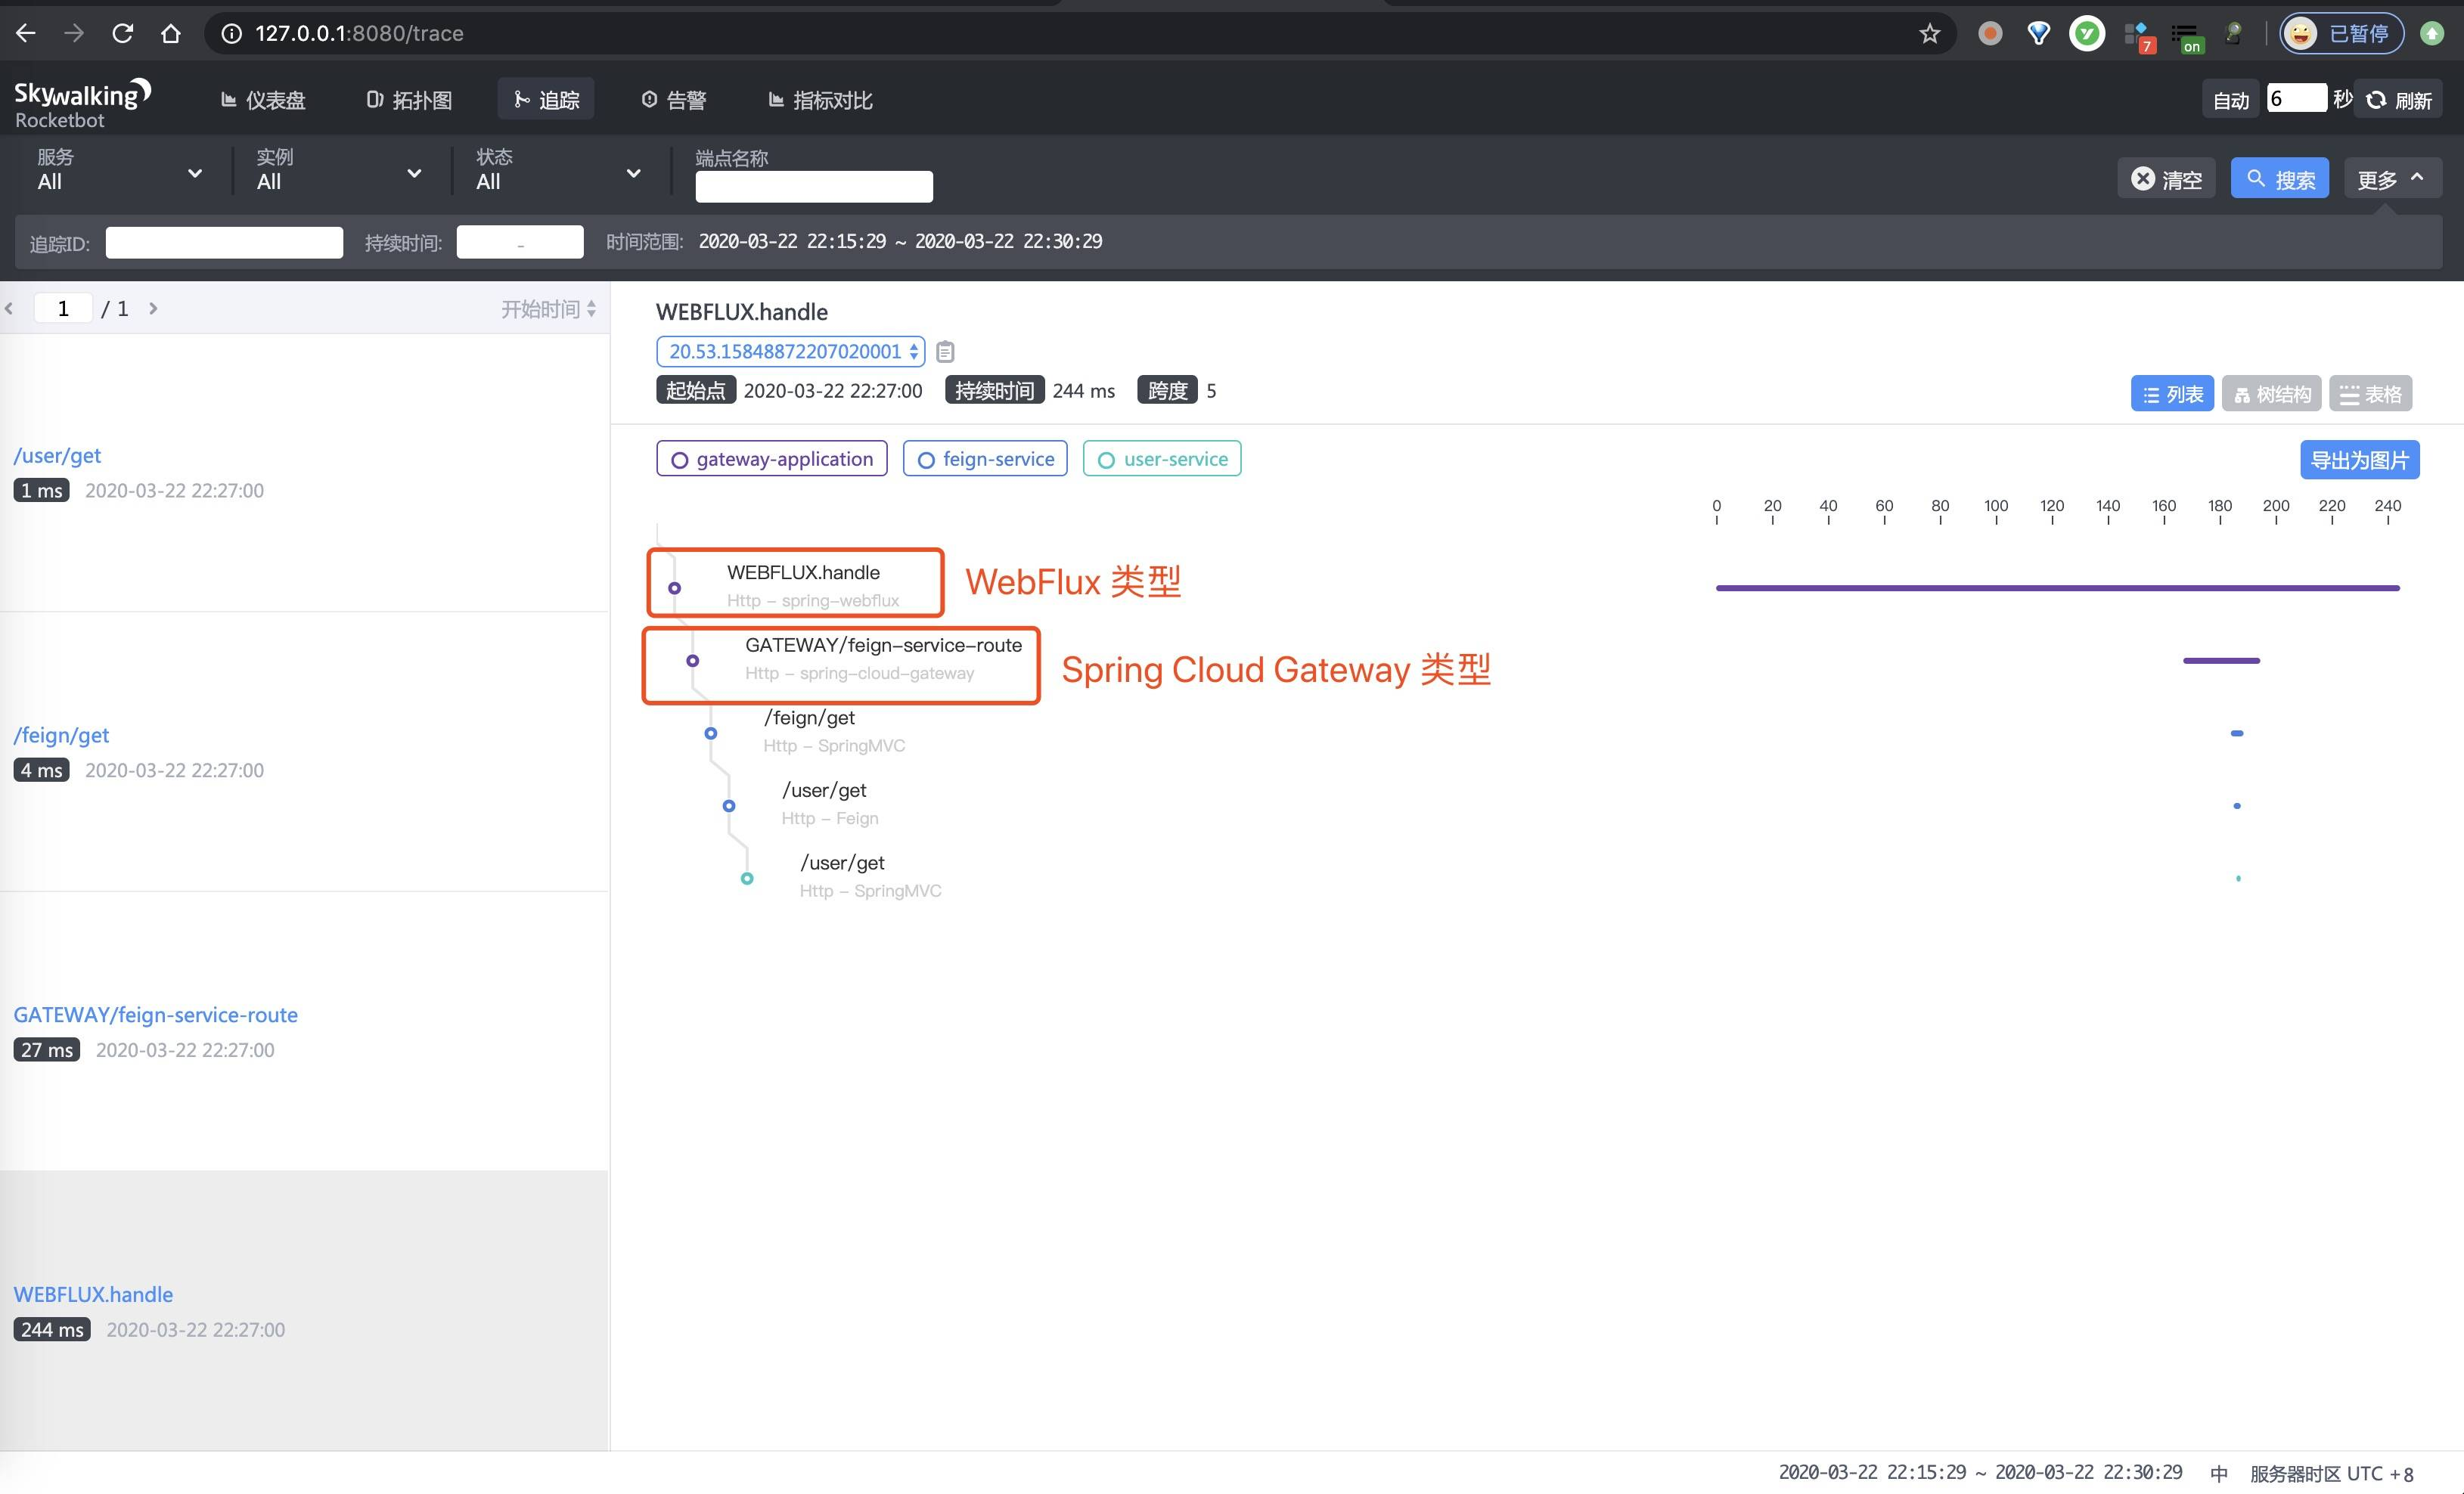 127.0.0.1:8080/trace
7
on
已暂停
Skywalking
Rocketbot
仪表盘
拓扑图
追踪
告警
指标对比
自动
6
秒
刷新
服务
All
实例
All
状态
All
端点名称
清空
搜索
更多
追踪ID:
持续时间:
-
时间范围:
2020-03-22 22:15:29 ~ 2020-03-22 22:30:29
1 / 1
开始时间
/user/get
1 ms 2020-03-22 22:27:00
/feign/get
4 ms 2020-03-22 22:27:00
GATEWAY/feign-service-route
27 ms 2020-03-22 22:27:00
WEBFLUX.handle
244 ms 2020-03-22 22:27:00
WEBFLUX.handle
20.53.15848872207020001
起始点 2020-03-22 22:27:00 持续时间 244 ms 跨度 5
列表
树结构
表格
gateway-application
feign-service
user-service
导出为图片
0 20 40 60 80 100 120 140 160 180 200 220 240
WEBFLUX.handle
Http – spring-webflux
WebFlux 类型
GATEWAY/feign-service-route
Http – spring-cloud-gateway
Spring Cloud Gateway 类型
/feign/get
Http – SpringMVC
/user/get
Http – Feign
/user/get
Http – SpringMVC
2020-03-22 22:15:29 ~ 2020-03-22 22:30:29 中 服务器时区 UTC +8